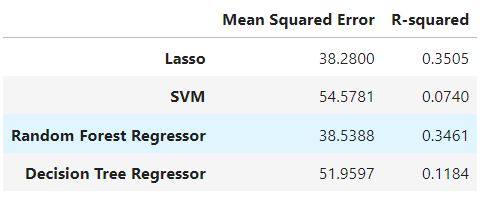 Mean Squared Error R-squared
Lasso 38.2800 0.3505
SVM 54.5781 0.0740
Random Forest Regressor 38.5388 0.3461
Decision Tree Regressor 51.9597 0.1184